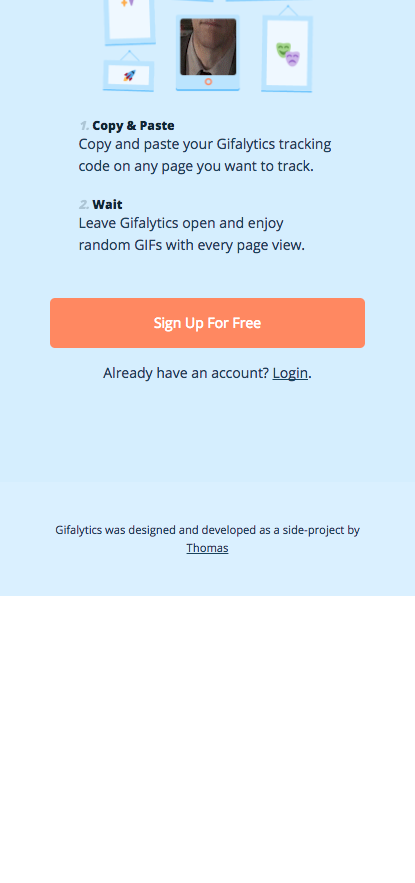 1. Copy & Paste
Copy and paste your Gifalytics tracking
code on any page you want to track.
2. Wait
Leave Gifalytics open and enjoy
random GIFs with every page view.
Sign Up For Free
Already have an account? Login.
Gifalytics was designed and developed as a side-project by
Thomas